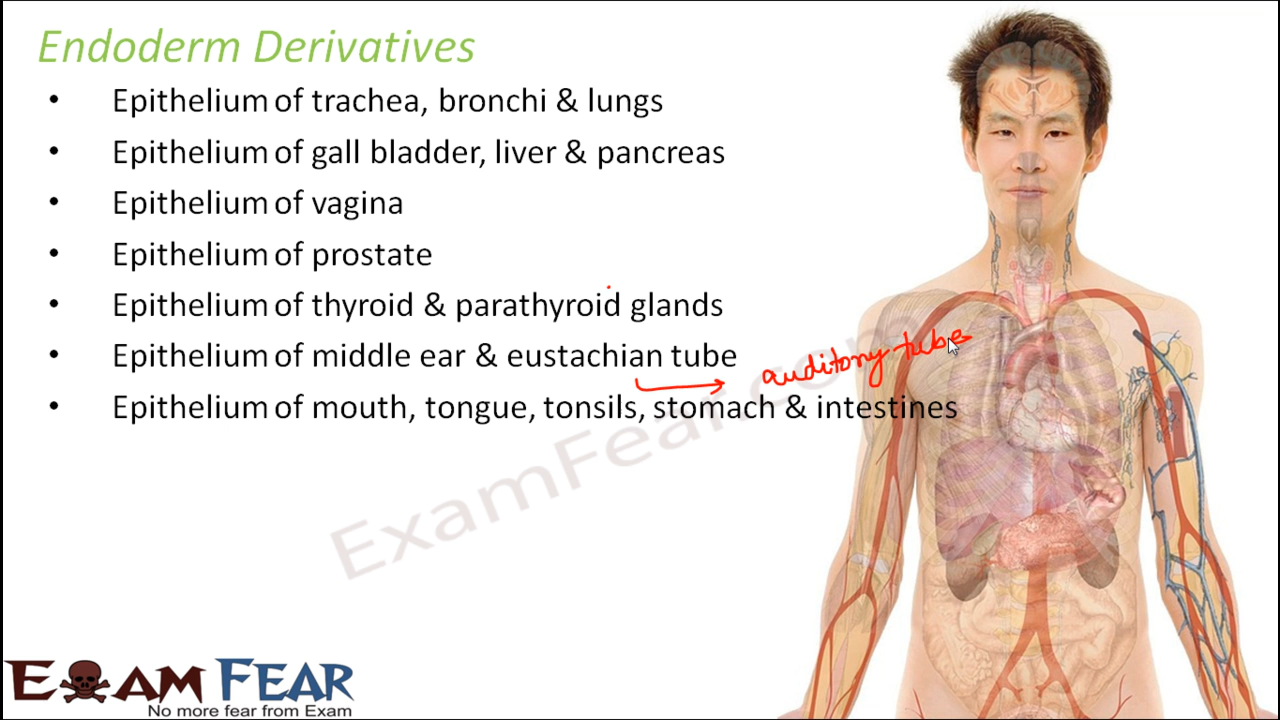 Endoderm Derivatives
• Epithelium of trachea, bronchi & lungs
• Epithelium of gall bladder, liver & pancreas
• Epithelium of vagina
• Epithelium of prostate
• Epithelium of thyroid & parathyroid glands
• Epithelium of middle ear & eustachian tube
auditory tube
• Epithelium of mouth, tongue, tonsils, stomach & intestines
ExamFear.com
EXAM FEAR
No more fear from Exam